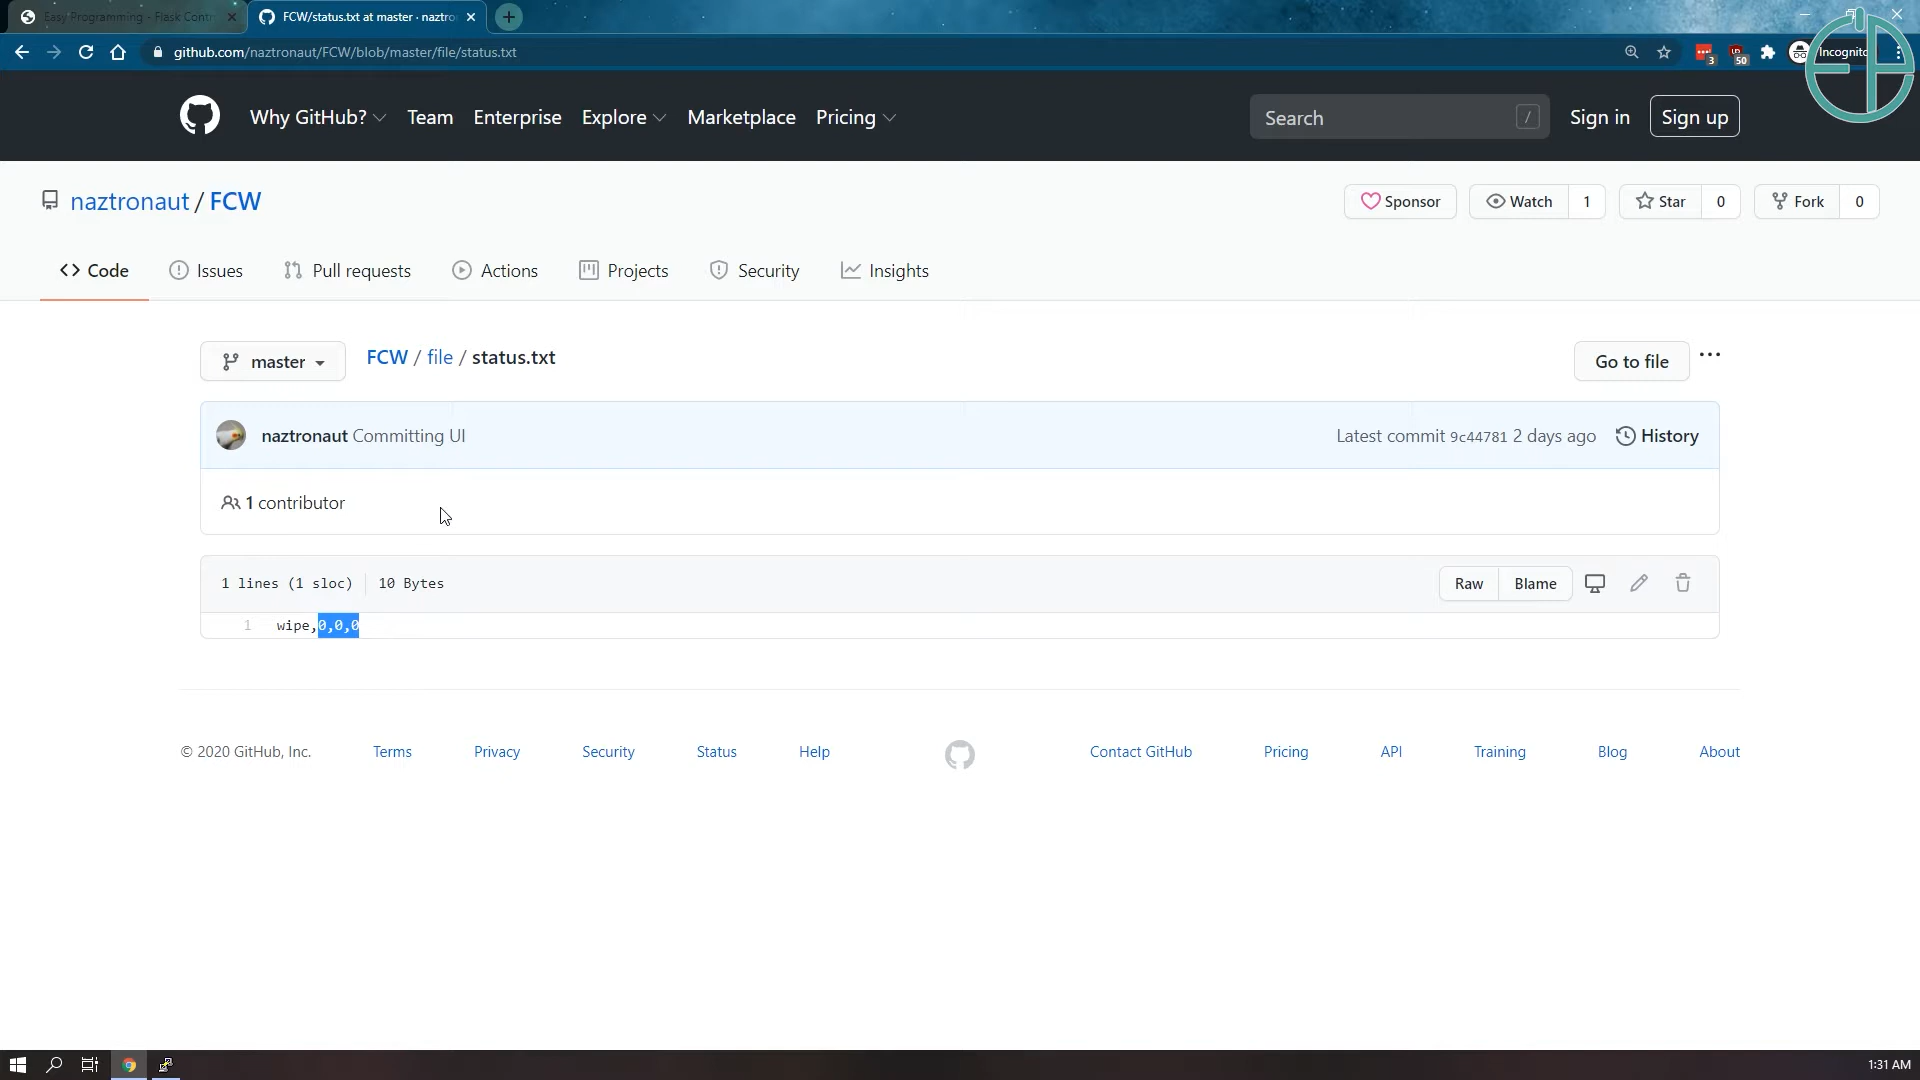 Easy Programming - Flask Contr
FCW/status.txt at master · naztro
github.com/naztronaut/FCW/blob/master/file/status.txt
3
50
Incognito
Why GitHub?
Team
Enterprise
Explore
Marketplace
Pricing
Search
/
Sign in
Sign up
naztronaut / FCW
Sponsor
Watch
1
Star
0
Fork
0
Code
Issues
Pull requests
Actions
Projects
Security
Insights
master
FCW / file / status.txt
Go to file
naztronaut Committing UI
Latest commit 9c44781 2 days ago
History
1 contributor
1 lines (1 sloc)
10 Bytes
Raw
Blame
1 wipe,0,0,0
© 2020 GitHub, Inc.
Terms
Privacy
Security
Status
Help
Contact GitHub
Pricing
API
Training
Blog
About
1:31 AM